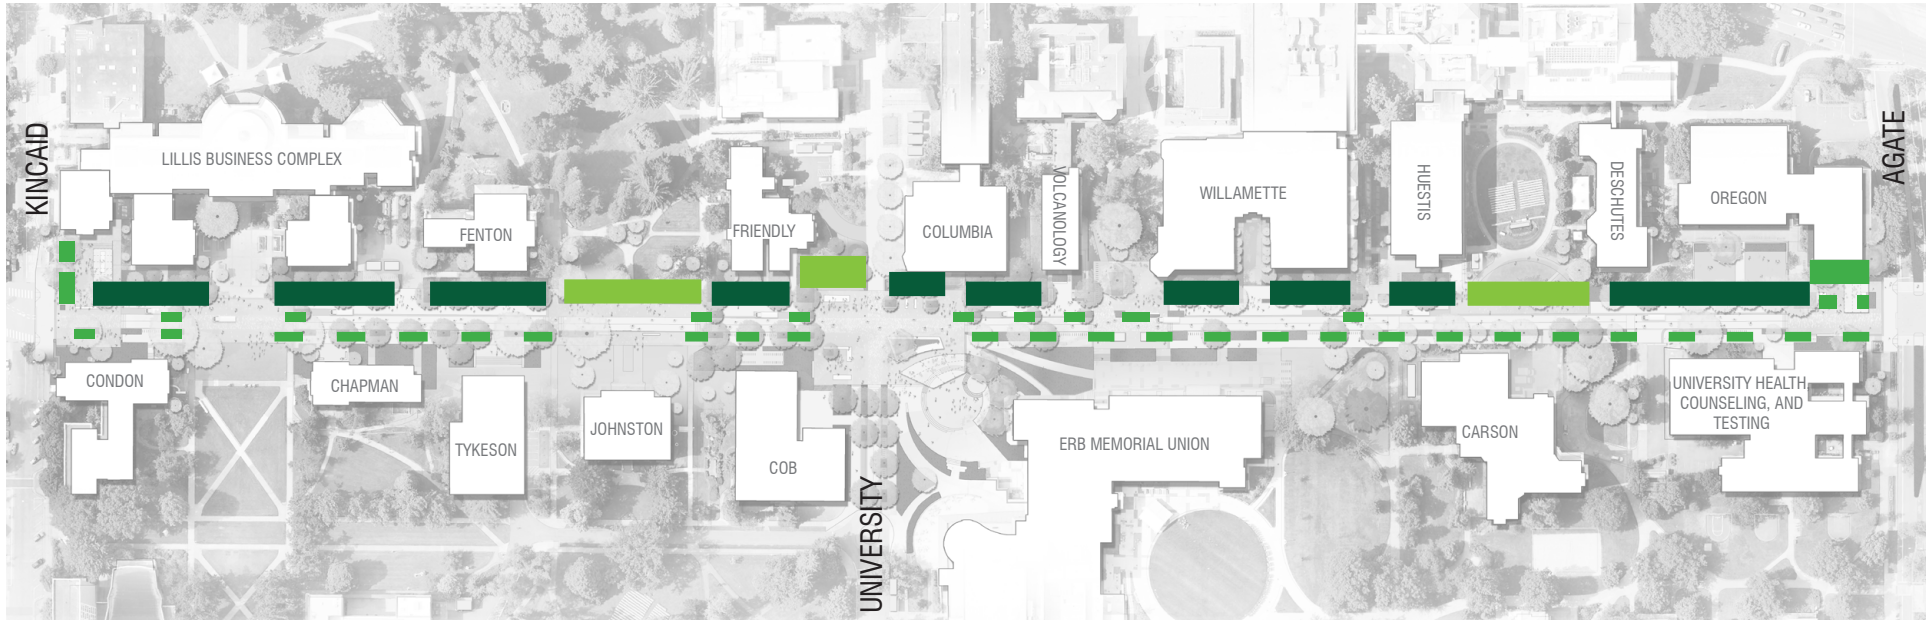 KINCAID
LILLIS BUSINESS COMPLEX
FENTON
FRIENDLY
COLUMBIA
VOLCANOLOGY
WILLAMETTE
HUESTIS
DESCHUTES
OREGON
AGATE
CONDON
CHAPMAN
TYKESON
JOHNSTON
COB
UNIVERSITY
ERB MEMORIAL UNION
CARSON
UNIVERSITY HEALTH
COUNSELING, AND
TESTING